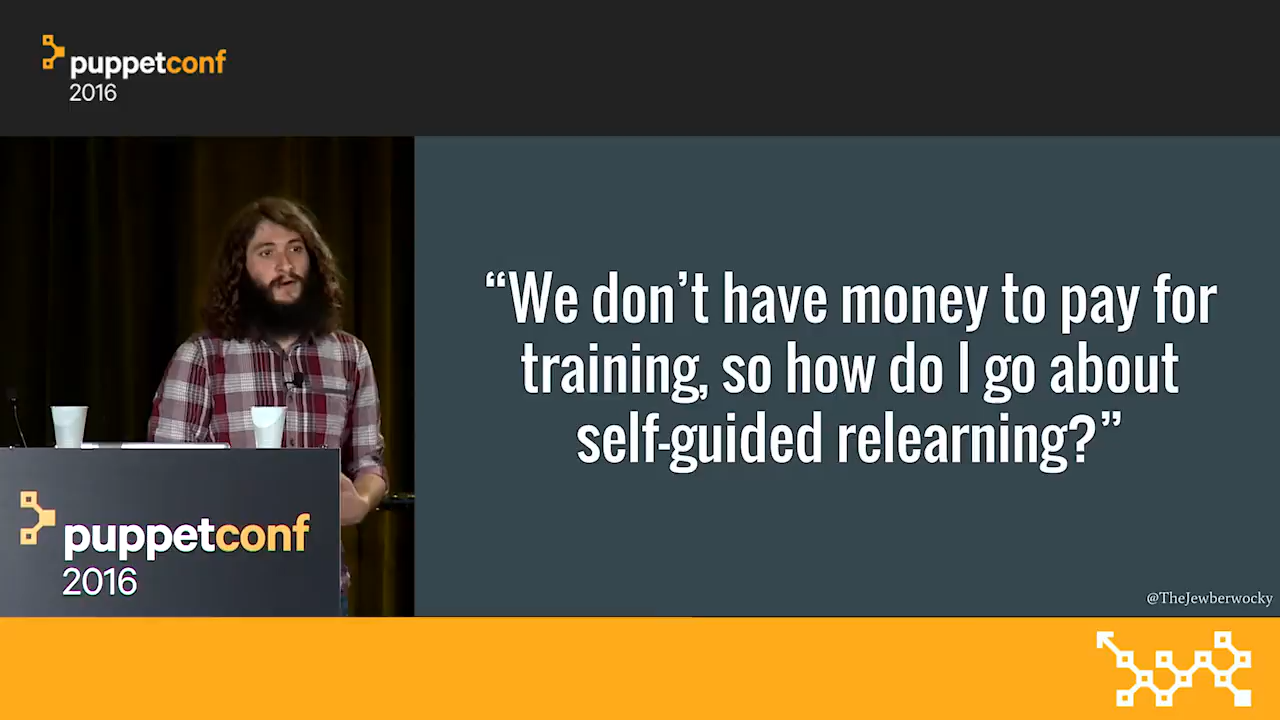 puppetconf
2016
“We don’t have money to pay for
training, so how do I go about
self-guided relearning?”
@TheJewberwocky
puppetconf
2016